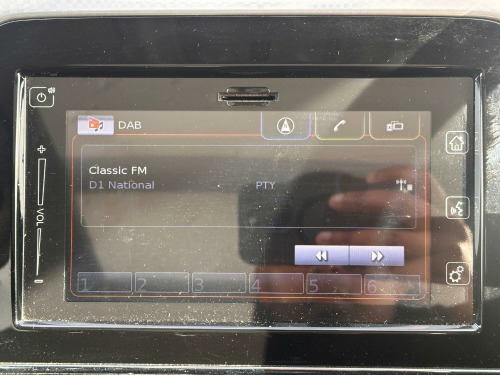 DAB
Classic FM
D1 National PTY
+
VOL
-
1 2 3 4 5 6